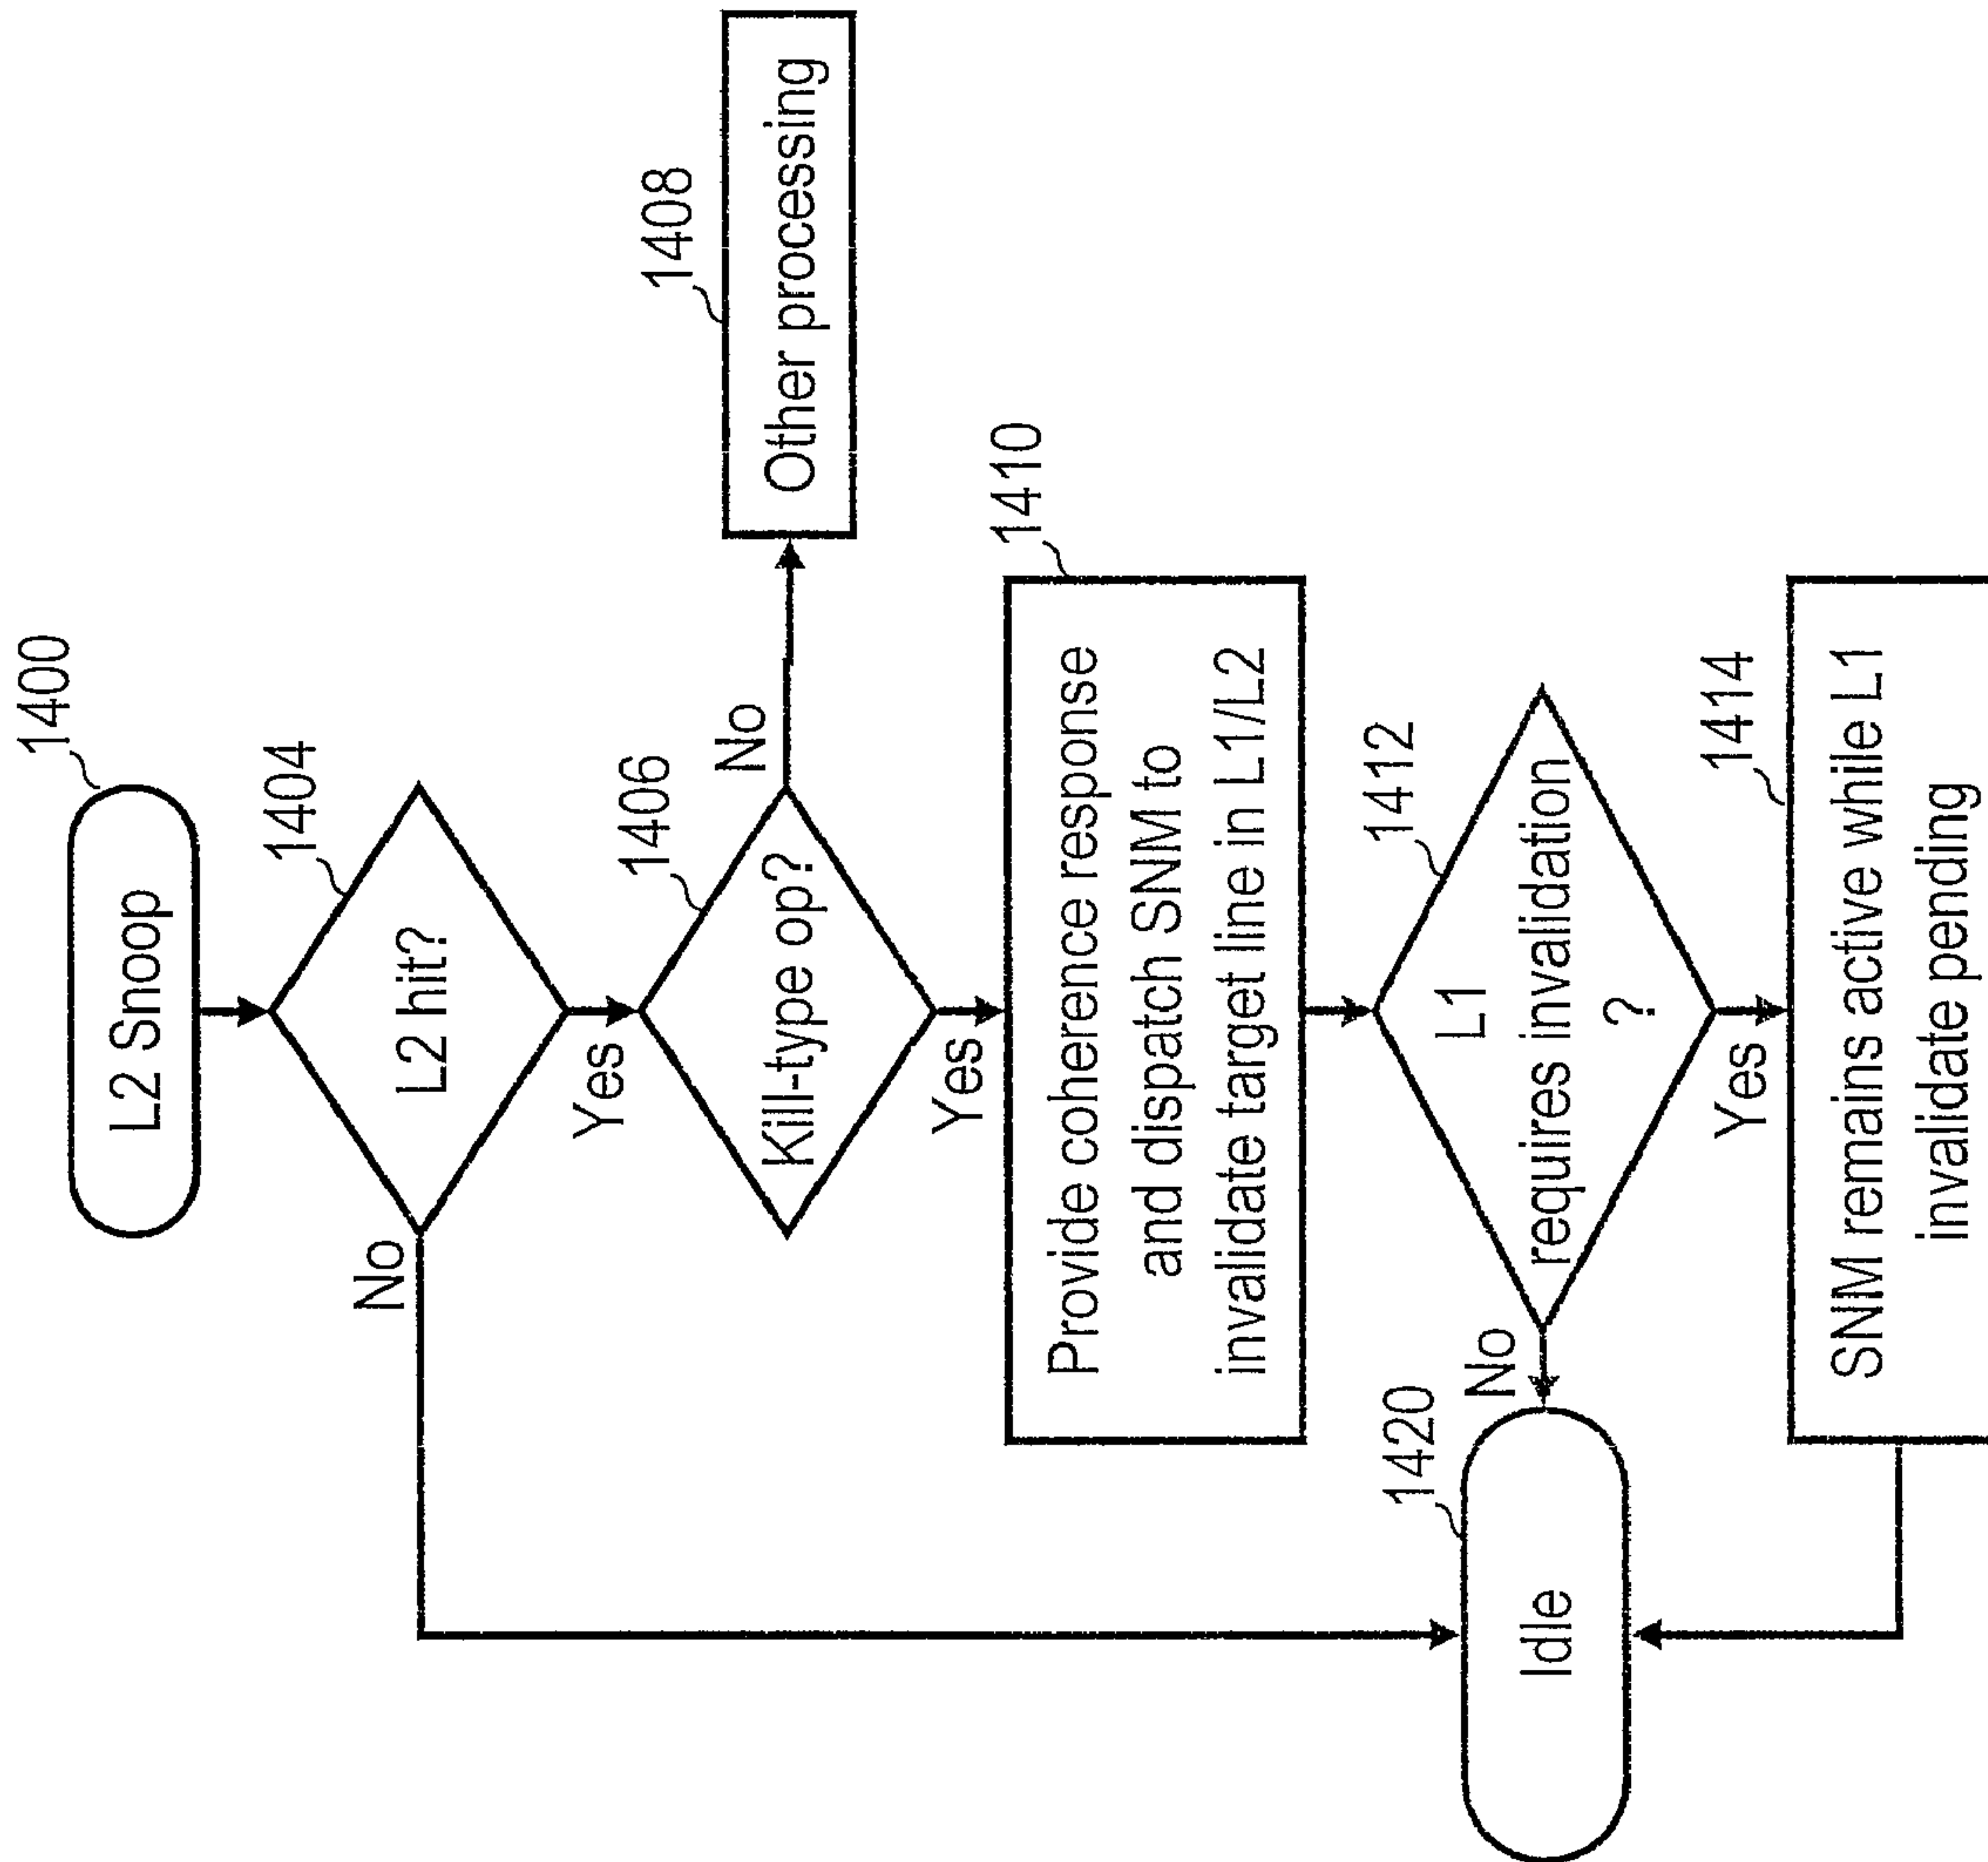 1400
L2 Snoop
1404
L2 hit?
No
Yes
1406
Kill-type op?
No
1408
Other processing
Yes
1410
Provide coherence response
and dispatch SNM to
invalidate target line in L1/L2
1412
L1
requires invalidation
?
No
1420
Idle
Yes
1414
SNM remains active while L1
invalidate pending